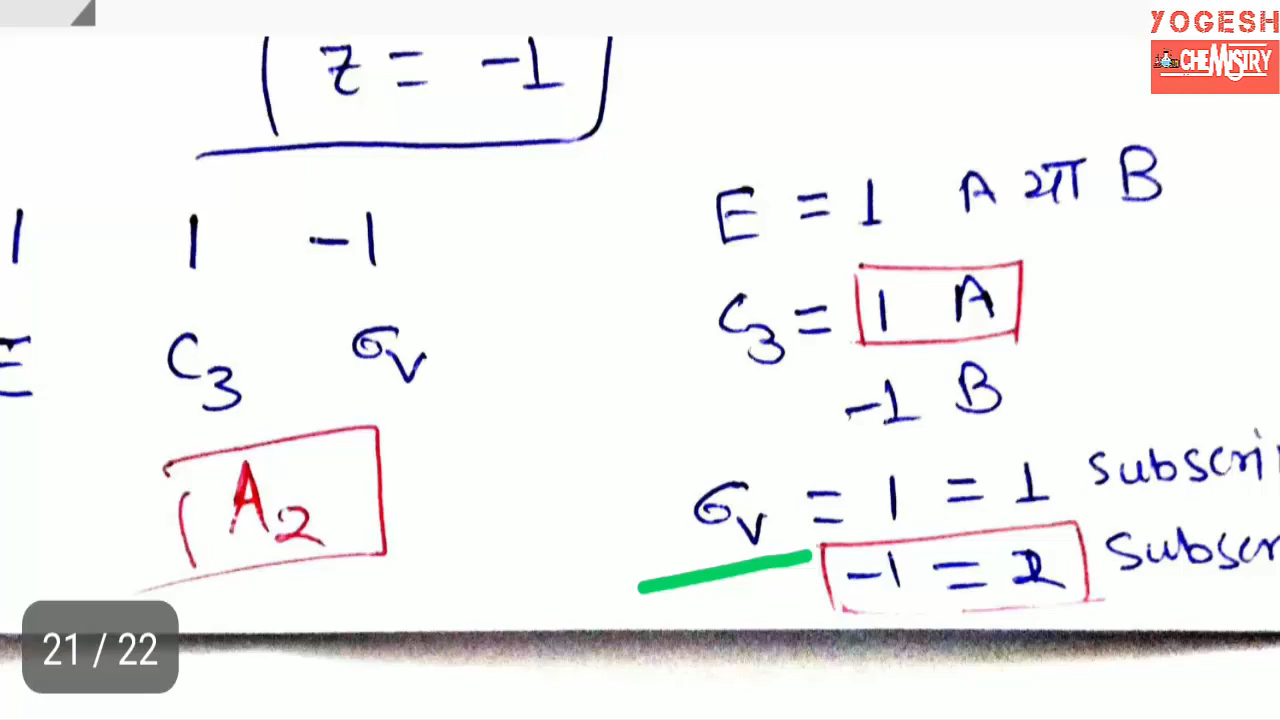 YOGESH
CHEMISTRY
z = -1
1 1 -1
E C3 σv
A2
E = 1 A या B
C3 = 1 A
-1 B
σv = 1 = 1 subscri
-1 = 2 subscr
21 / 22